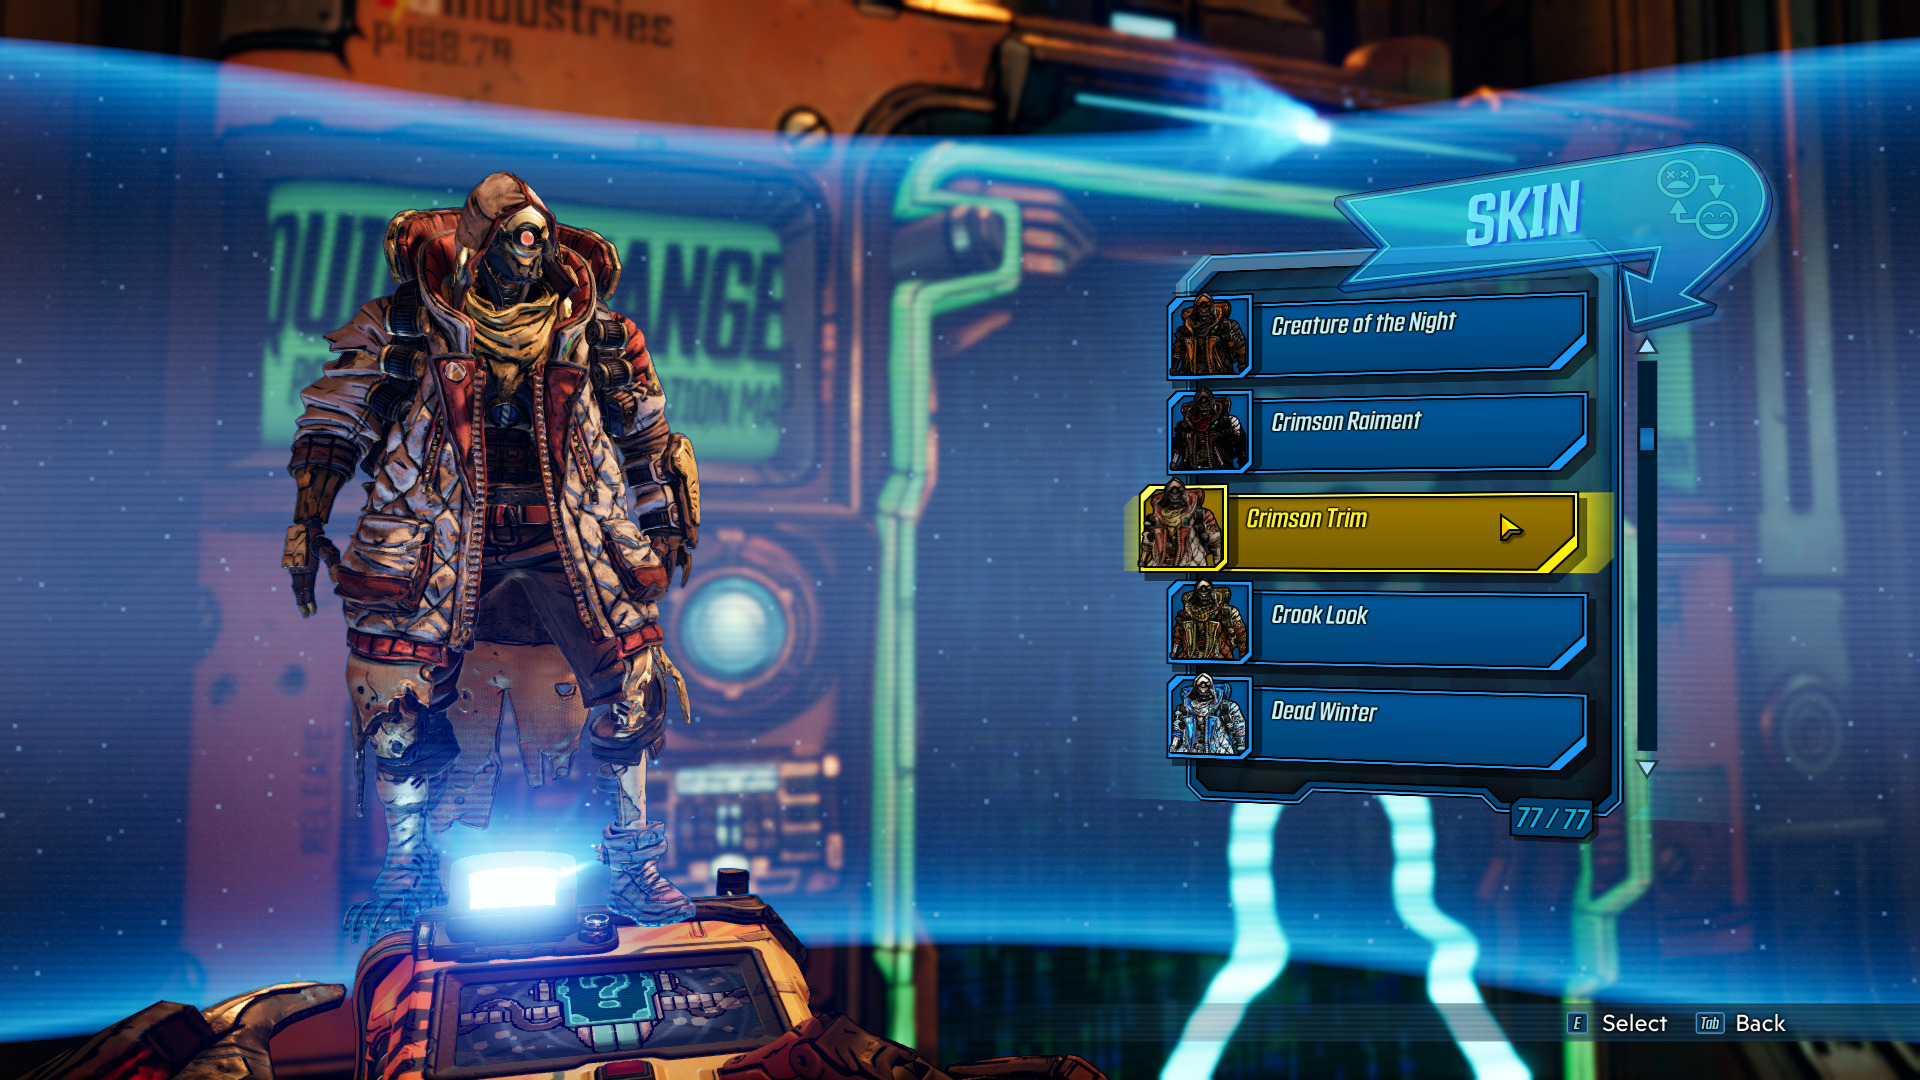 Industries
P-198.79
SKIN
Creature of the Night
Crimson Raiment
Crimson Trim
Crook Look
Dead Winter
77 / 77
?
E Select Tab Back